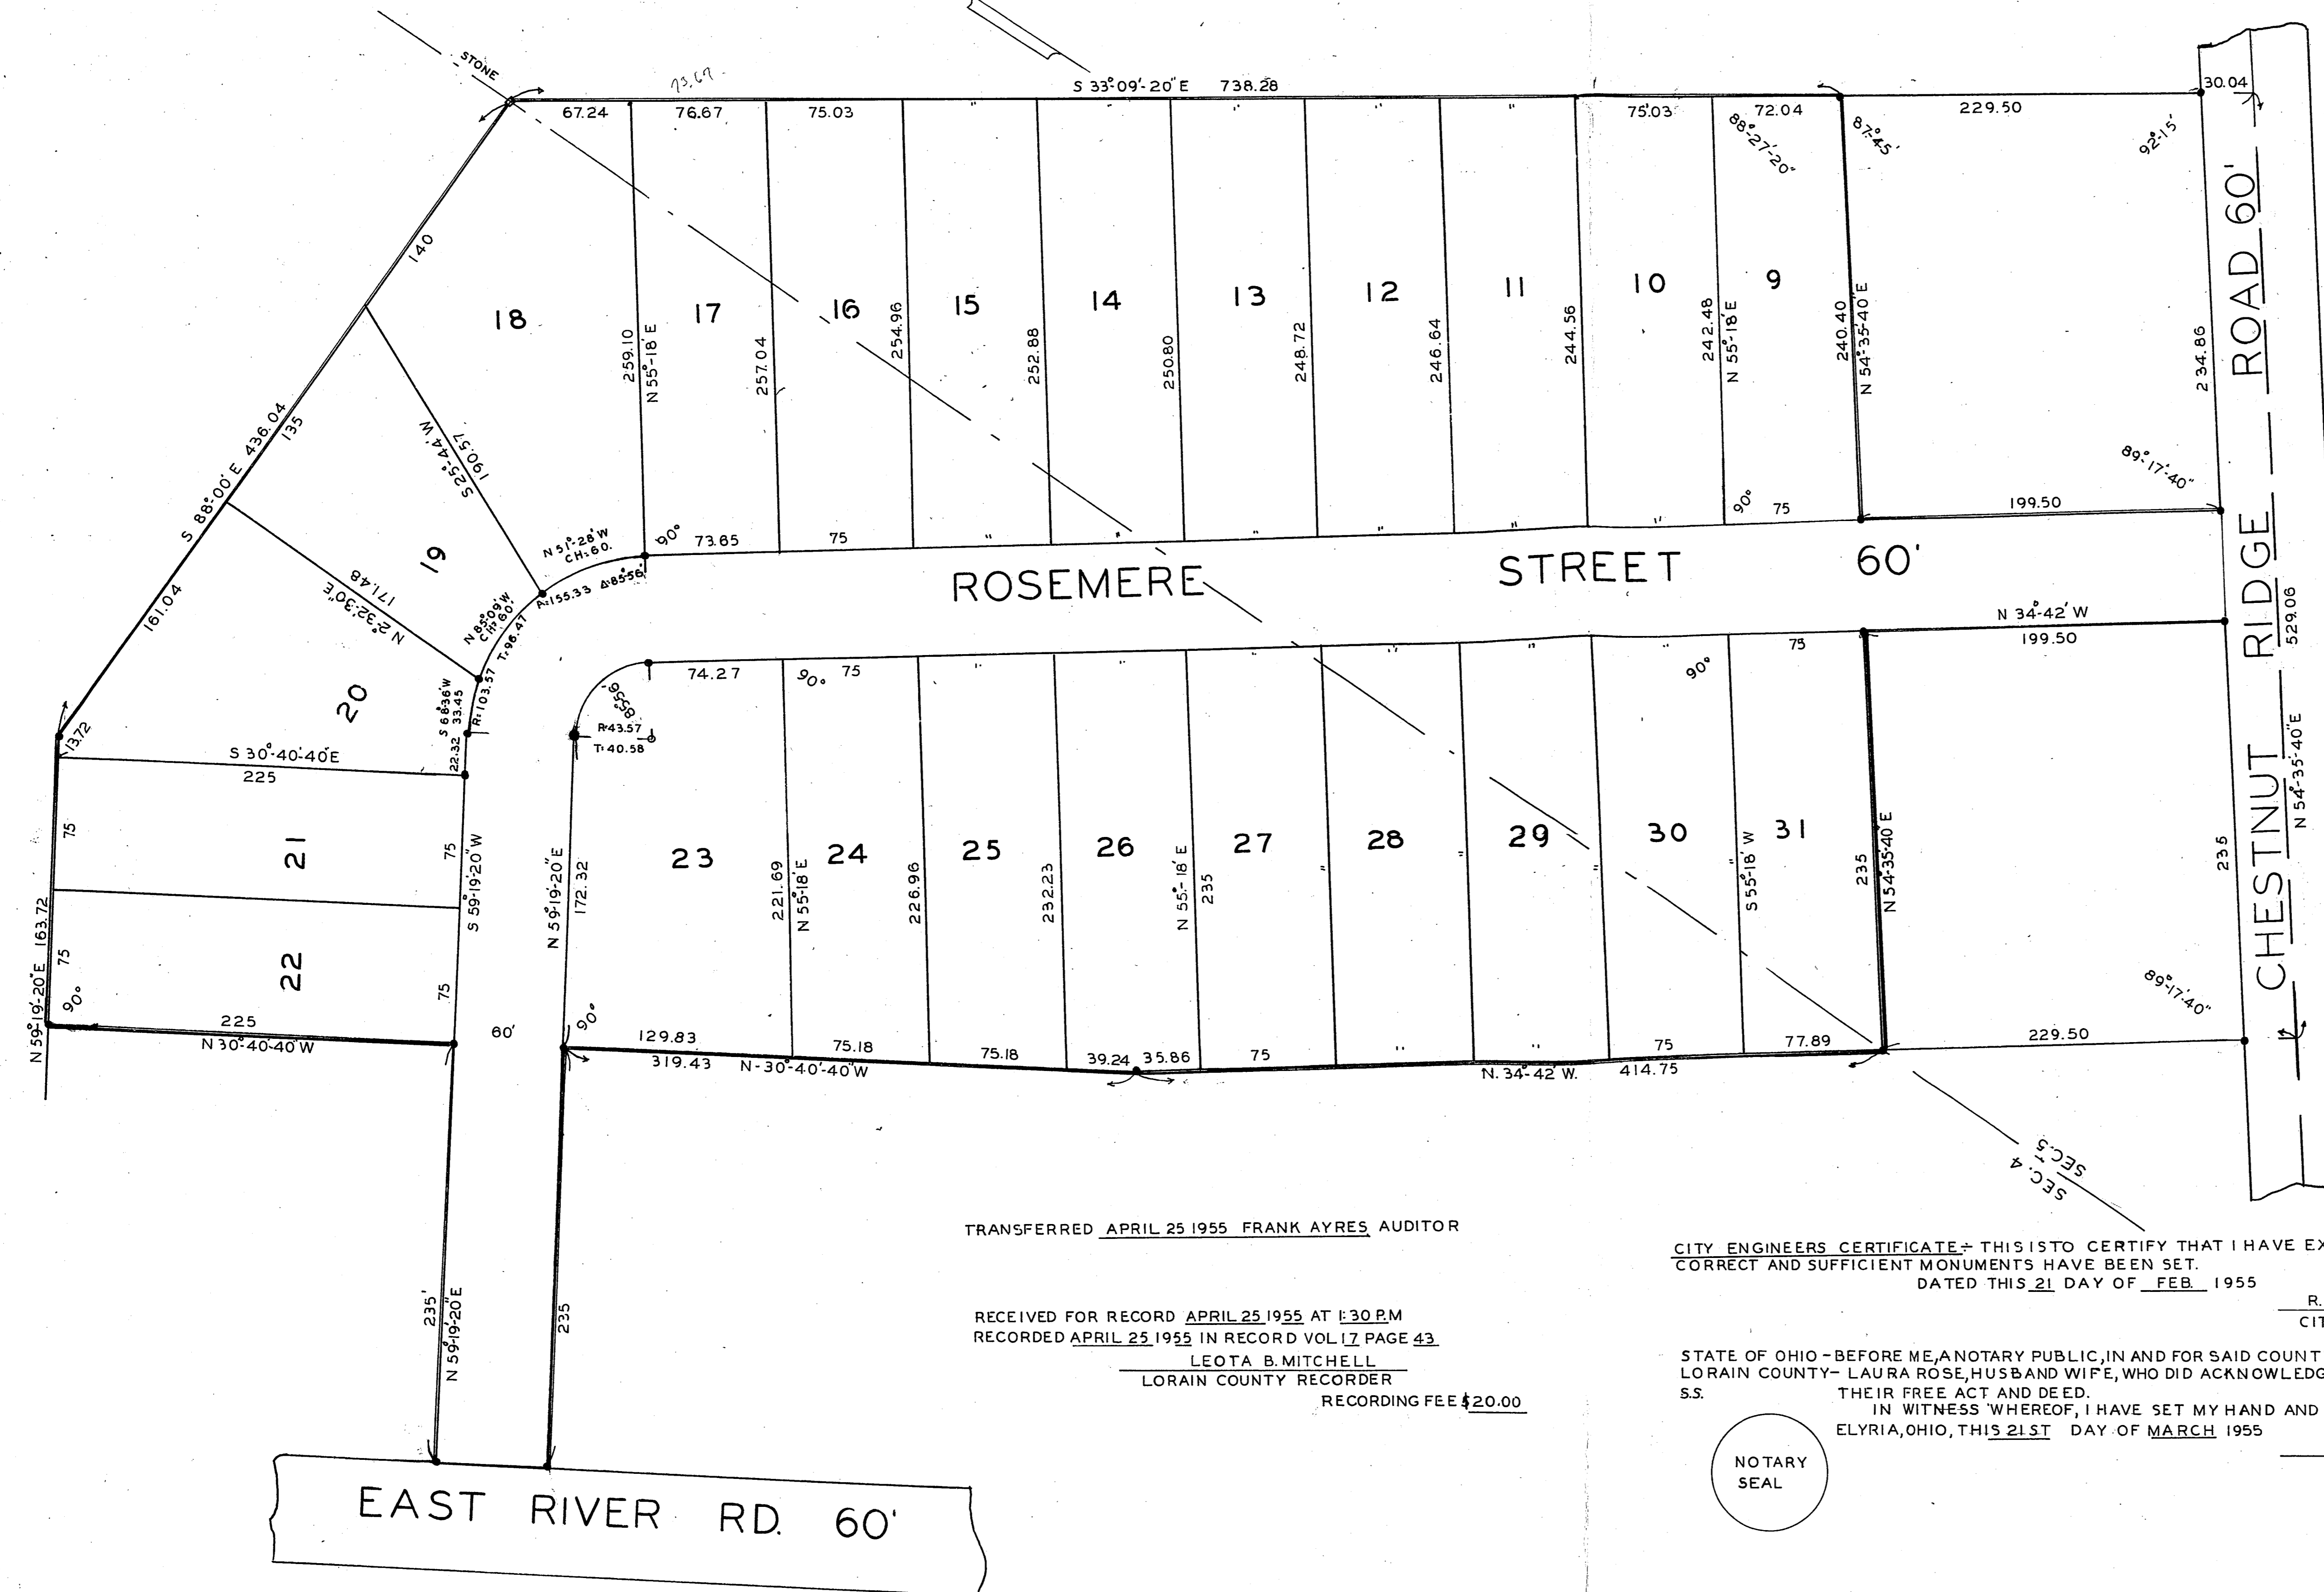 STONE
73.67
S 33°-09'-20" E 738.28
67.24
76.67
75.03
"
"
"
"
75.03
72.04
229.50
30.04
88°-27'-20"
87°-45'
92°-15'
140
18
17
16
15
14
13
12
11
10
9
259.10
N 55°-18' E
257.04
254.96
252.88
250.80
248.72
246.64
244.56
242.48
N 55°-18' E
240.40
N 54°-35'-40" E
234.86
ROAD 60'
S 88°-00' E 436.04
135
S 25°-44' W
190.57
89°-17'-40"
90°
75
199.50
N 51°-28' W
CH=60.
90°
73.65
75
"
"
"
"
"
"
19
171.48
N 2°-32'-30" E
A=155.33 Δ=85°56'
N 85°-09' W
CH=60.
T=96.47
R=103.57
ROSEMERE STREET 60'
161.04
20
S 68°36' W
33.45
22.32
N 34°-42' W
199.50
CHESTNUT RIDGE
529.06
N 54°-35'-40" E
13.72
S 30°-40'-40" E
225
85°56'
R=43.57
T=40.58
74.27
90°
75
"
"
"
"
"
"
90°
75
75
21
75
S 59°-19'-20" W
N 59°-19'-20" E
172.32
23
24
25
26
27
28
29
30
31
221.69
N 55°-18' E
226.96
232.23
N 55°-18' E
235
"
"
"
"
S 55°-18' W
235
N 54°-35'-40" E
235
N 59°-19'-20" E 163.72
75
22
75
90°
225
N 30°-40'-40" W
60'
90°
129.83
75.18
75.18
39.24
35.86
75
"
"
75
77.89
319.43 N-30°-40'-40" W
N. 34°-42' W. 414.75
89°-17'-40"
229.50
SEC. 5
SEC. 4
235'
N 59°-19'-20" E
235
EAST RIVER RD. 60'
TRANSFERRED APRIL 25 1955 FRANK AYRES, AUDITOR
RECEIVED FOR RECORD APRIL 25 1955 AT 1:30 P.M
RECORDED APRIL 25 1955 IN RECORD VOL 17 PAGE 43
LEOTA B. MITCHELL
LORAIN COUNTY RECORDER
RECORDING FEE $20.00
CITY ENGINEERS CERTIFICATE:- THIS IS TO CERTIFY THAT I HAVE EX
CORRECT AND SUFFICIENT MONUMENTS HAVE BEEN SET.
DATED THIS 21 DAY OF FEB. 1955
R.
CIT
STATE OF OHIO - BEFORE ME, A NOTARY PUBLIC, IN AND FOR SAID COUNT
LORAIN COUNTY - LAURA ROSE, HUSBAND WIFE, WHO DID ACKNOWLEDG
S.S. THEIR FREE ACT AND DEED.
IN WITNESS WHEREOF, I HAVE SET MY HAND AND
ELYRIA, OHIO, THIS 21ST DAY OF MARCH 1955
NOTARY
SEAL